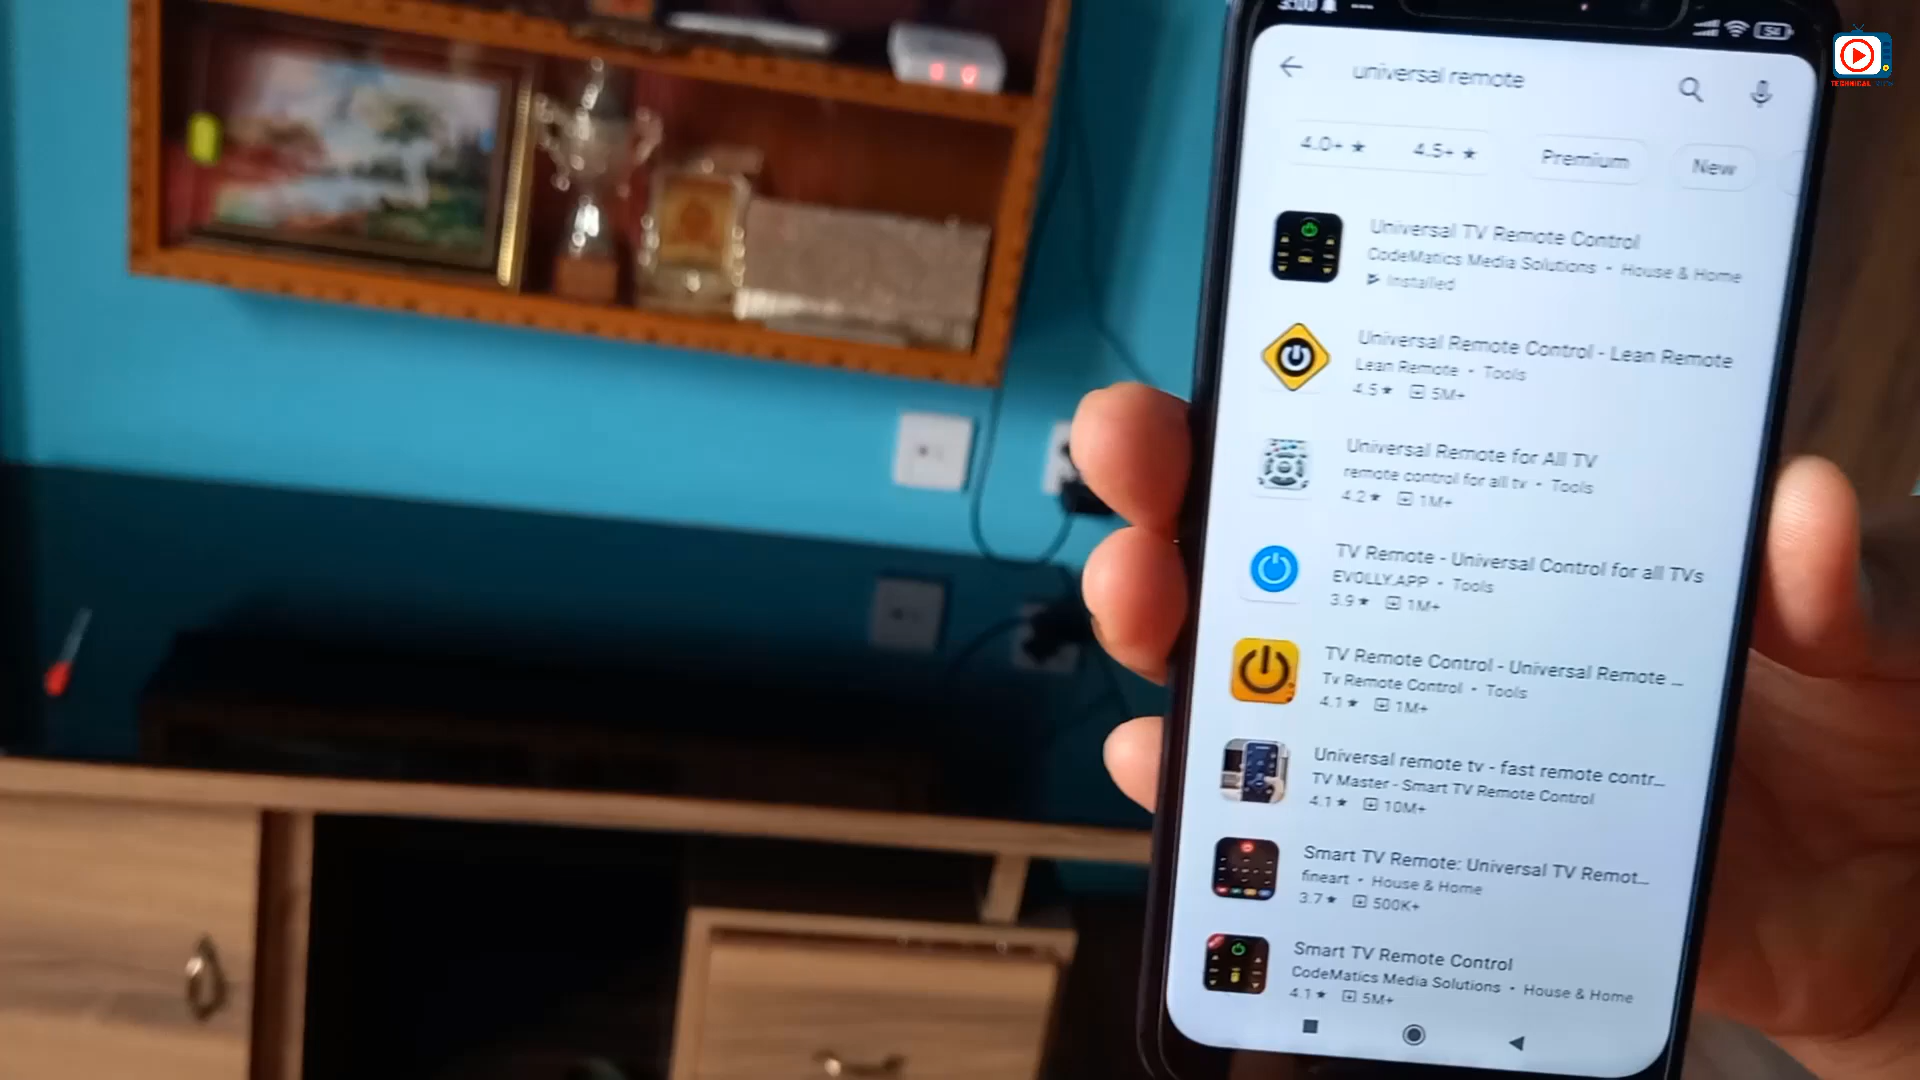 3:00
54
universal remote
4.0+ ★
4.5+ ★
Premium
New
Universal TV Remote Control
CodeMatics Media Solutions • House & Home
Installed
Universal Remote Control - Lean Remote
Lean Remote • Tools
4.5 ★ 5M+
Universal Remote for All TV
remote control for all tv • Tools
4.2 ★ 1M+
TV Remote - Universal Control for all TVs
EVOLLY.APP • Tools
3.9 ★ 1M+
TV Remote Control - Universal Remote ...
Tv Remote Control • Tools
4.1 ★ 1M+
Universal remote tv - fast remote contr...
TV Master - Smart TV Remote Control
4.1 ★ 10M+
Smart TV Remote: Universal TV Remot...
fineart • House & Home
3.7 ★ 500K+
Smart TV Remote Control
CodeMatics Media Solutions • House & Home
4.1 ★ 5M+
TECHNICAL